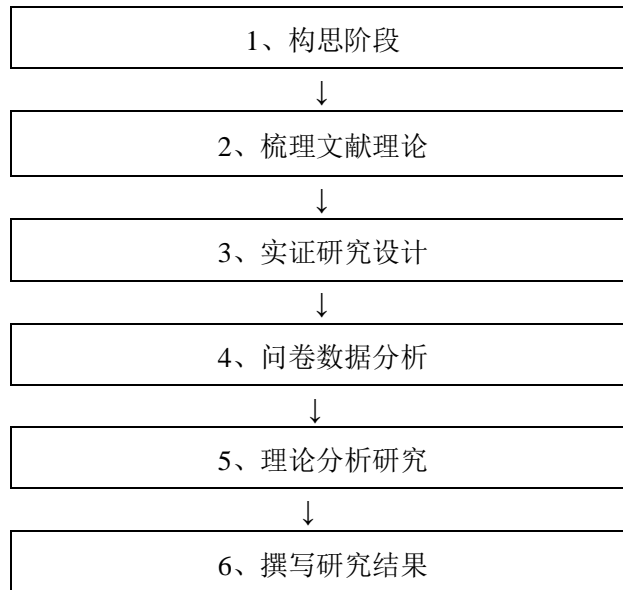 1、构思阶段
↓
2、梳理文献理论
↓
3、实证研究设计
↓
4、问卷数据分析
↓
5、理论分析研究
↓
6、撰写研究结果